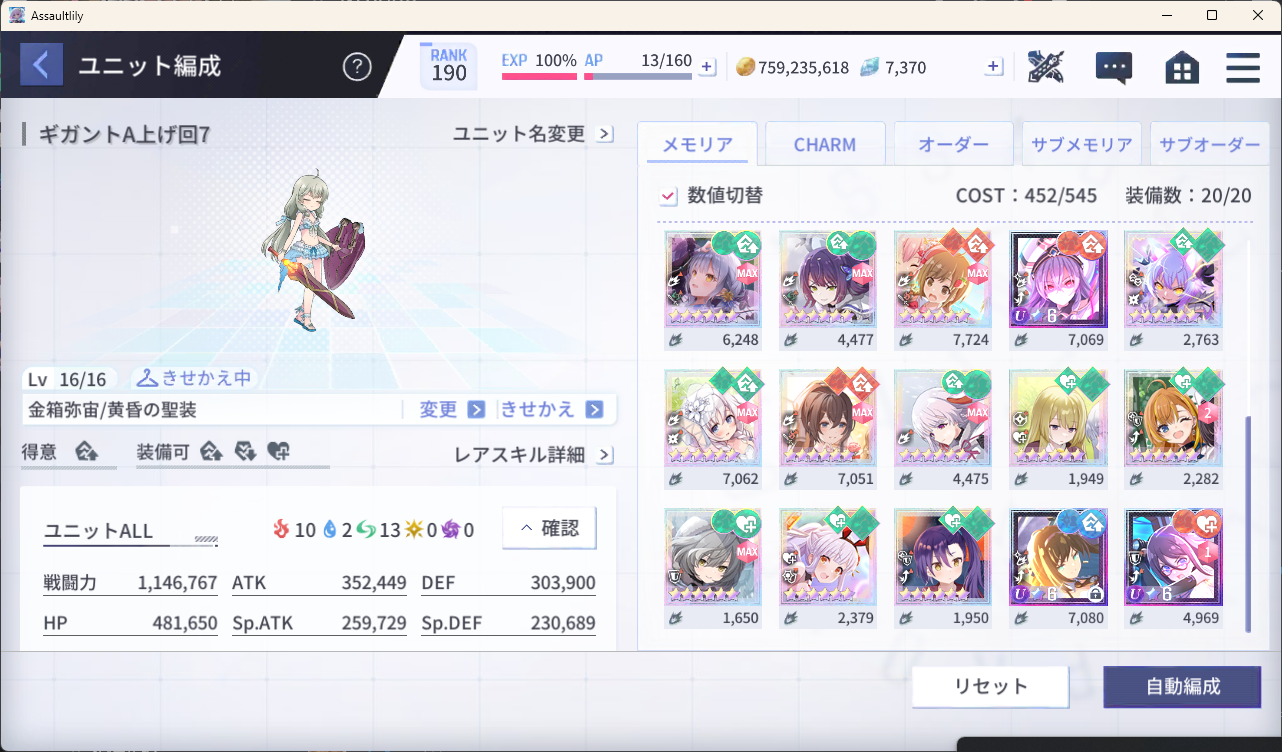 Assaultlily
ユニット編成
?
RANK
190
EXP 100% AP 13/160 +
759,235,618
7,370 +
ギガントA上げ回7
ユニット名変更
Lv 16/16
きせかえ中
金箱弥宙/黄昏の聖装
変更
きせかえ
得意
装備可
レアスキル詳細
ユニットALL
10 2 13 0 0
確認
戦闘力 1,146,767 ATK 352,449 DEF 303,900
HP 481,650 Sp.ATK 259,729 Sp.DEF 230,689
メモリア CHARM オーダー サブメモリア サブオーダー
数値切替
COST：452/545 装備数：20/20
MAX MAX MAX
U 6
6,248 4,477 7,724 7,069 2,763
MAX MAX MAX 2
7,062 7,051 4,475 1,949 2,282
MAX 1
U 6 U 6
1,650 2,379 1,950 7,080 4,969
リセット
自動編成